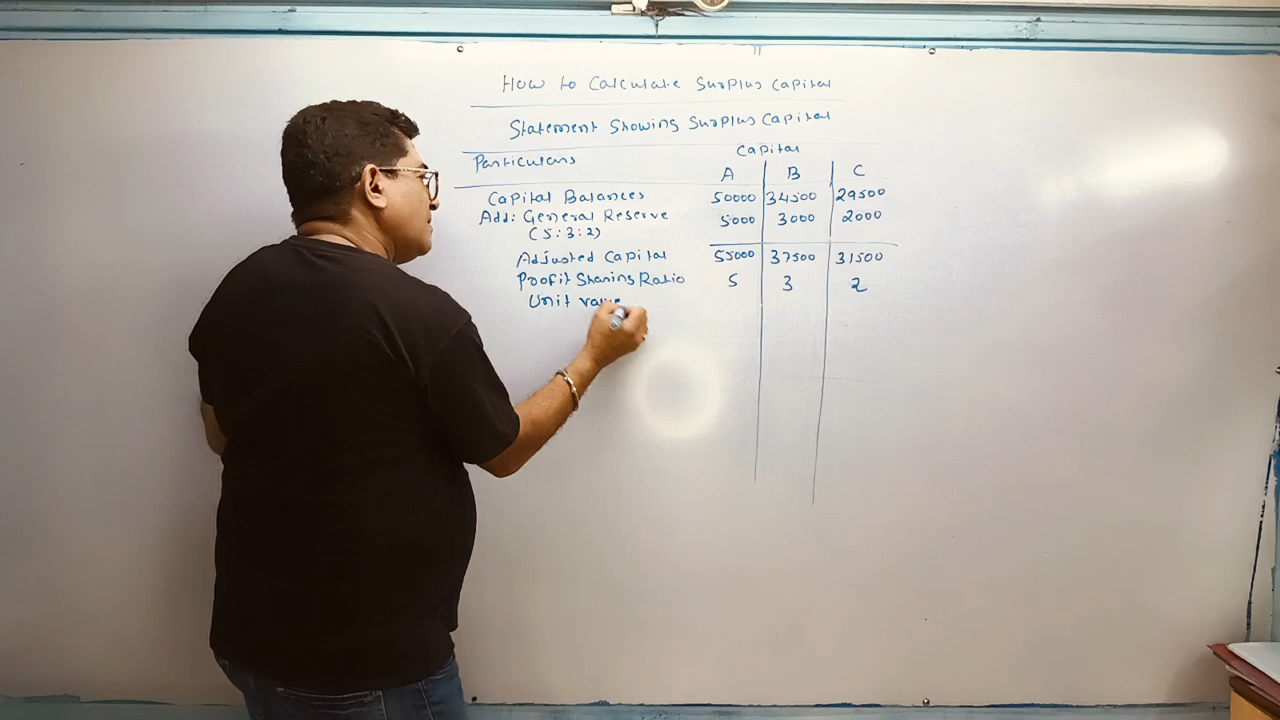 How to Calculate Surplus Capital
Statement Showing Surplus Capital
Particulars Capital
A B C
Capital Balances 50000 34500 29500
Add: General Reserve 5000 3000 2000
(5:3:2)
Adjusted Capital 55000 37500 31500
Profit Sharing Ratio 5 3 2
Unit value